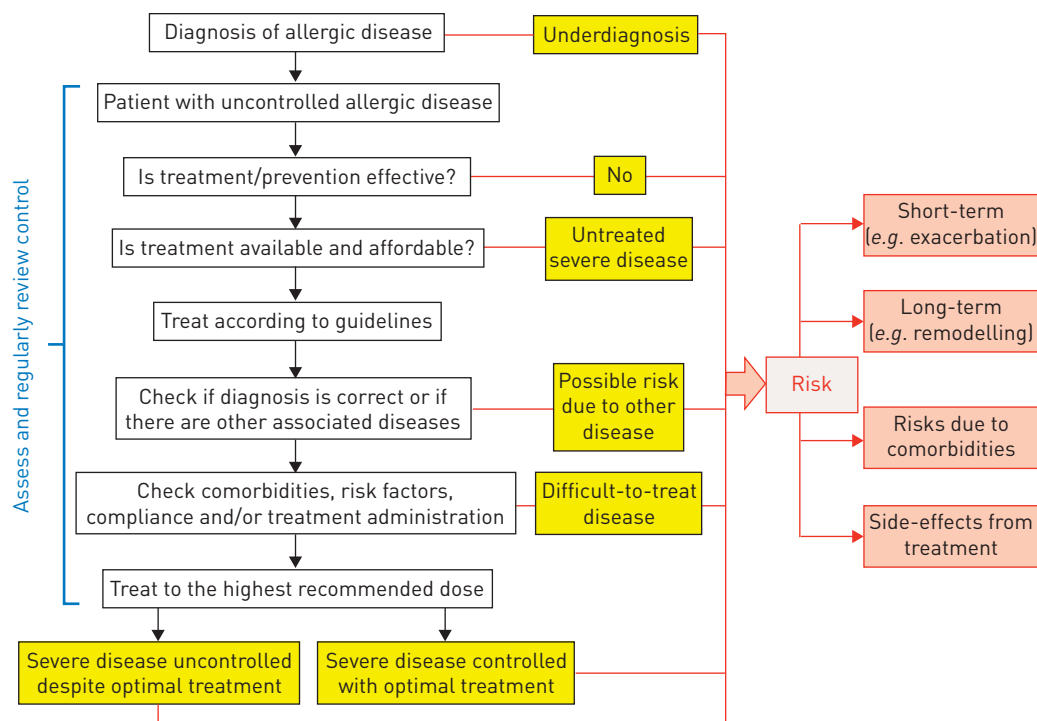 Diagnosis of allergic disease
Underdiagnosis
Patient with uncontrolled allergic disease
Is treatment/prevention effective?
No
Is treatment available and affordable?
Untreated
severe disease
Treat according to guidelines
Check if diagnosis is correct or if
there are other associated diseases
Possible risk
due to other
disease
Check comorbidities, risk factors,
compliance and/or treatment administration
Difficult-to-treat
disease
Treat to the highest recommended dose
Severe disease uncontrolled
despite optimal treatment
Severe disease controlled
with optimal treatment
Assess and regularly review control
Risk
Short-term
(e.g. exacerbation)
Long-term
(e.g. remodelling)
Risks due to
comorbidities
Side-effects from
treatment